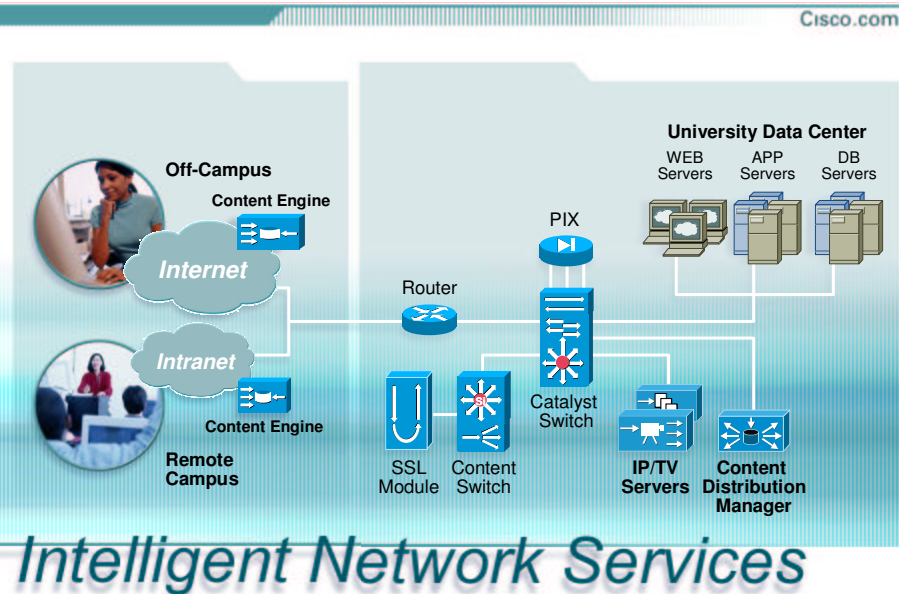 Cisco.com
Off-Campus
Content Engine
Internet
Intranet
Content Engine
Remote
Campus
University Data Center
WEB
Servers
APP
Servers
DB
Servers
PIX
Router
Catalyst
Switch
Si
SSL
Module
Content
Switch
IP/TV
Servers
Content
Distribution
Manager
Intelligent Network Services